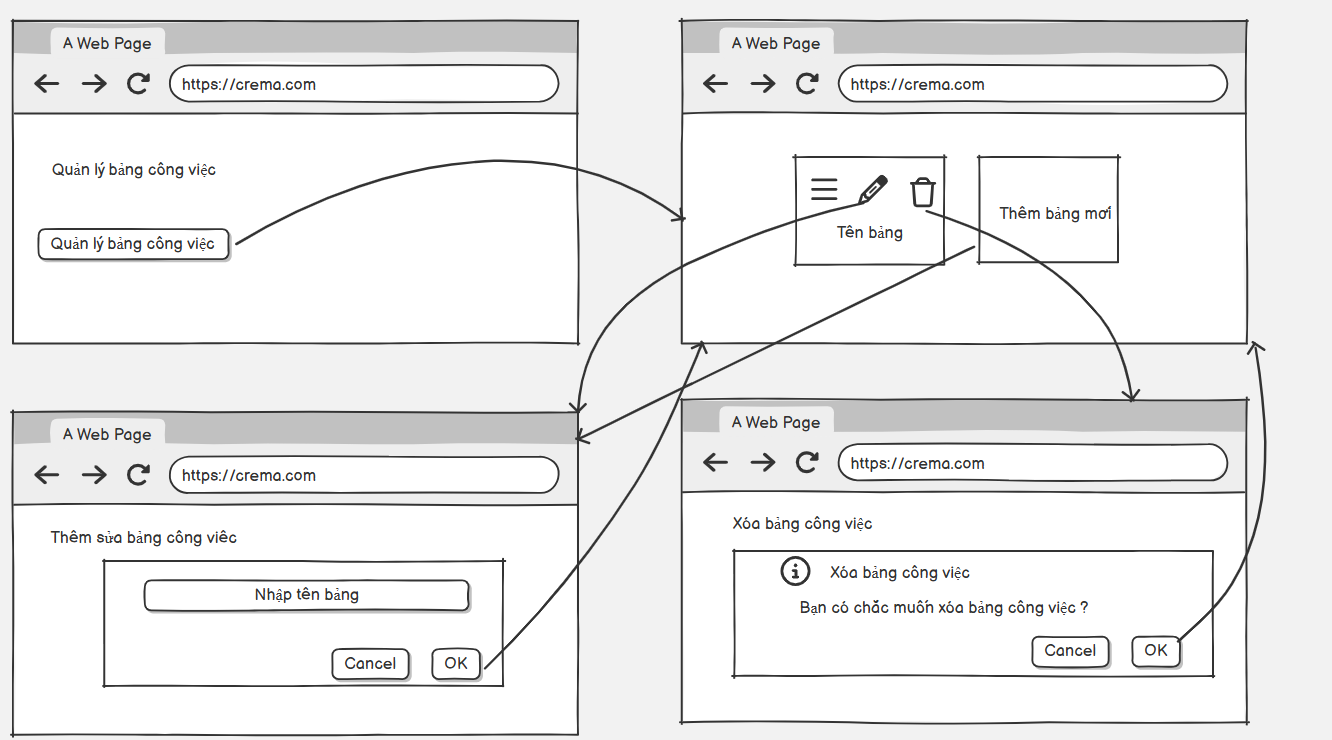 A Web Page
https://crema.com
Quản lý bảng công việc
Quản lý bảng công việc
A Web Page
https://crema.com
Tên bảng
Thêm bảng mới
A Web Page
https://crema.com
Thêm sửa bảng công viêc
Nhập tên bảng
Cancel
OK
A Web Page
https://crema.com
Xóa bảng công việc
Xóa bảng công việc
Bạn có chắc muốn xóa bảng công việc ?
Cancel
OK